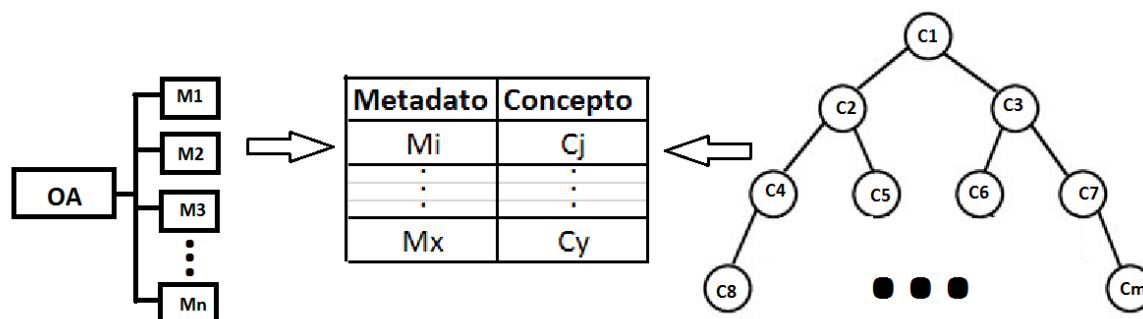 OA
M1
M2
M3
Mn
Metadato Concepto
Mi Cj
: :
: :
Mx Cy
C1
C2 C3
C4 C5 C6 C7
C8 Cm